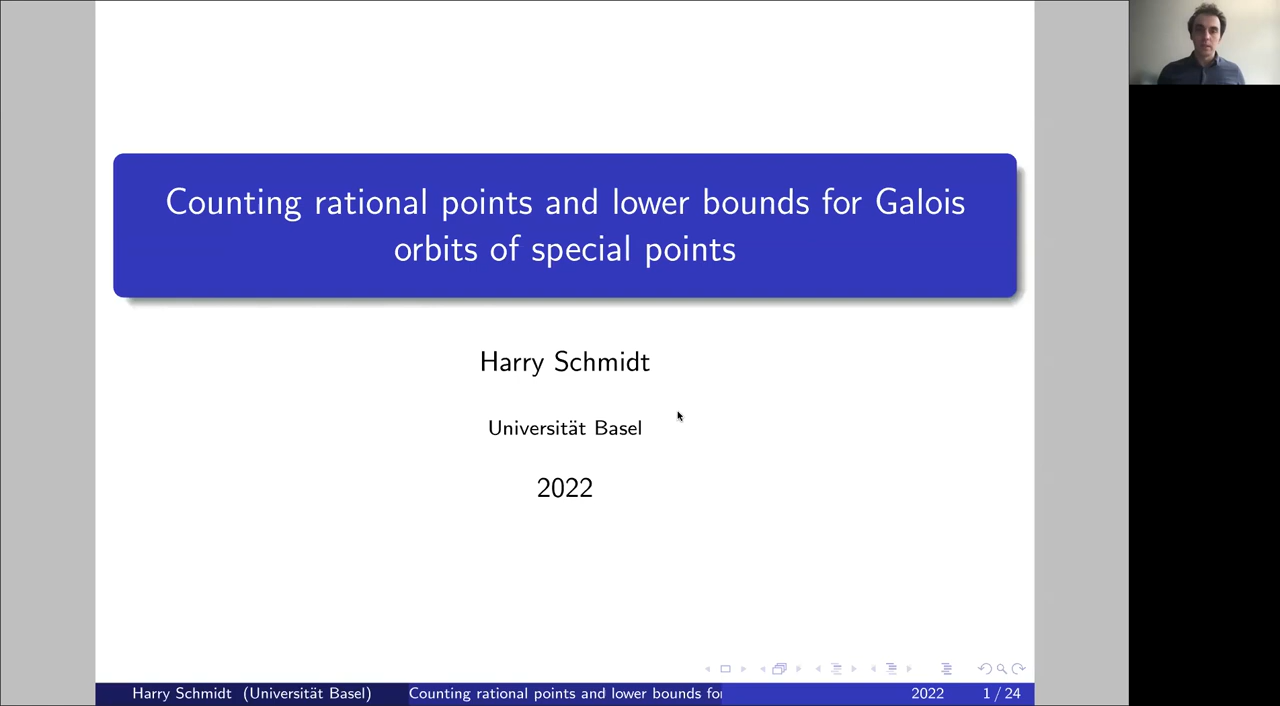 Counting rational points and lower bounds for Galois
orbits of special points
Harry Schmidt
Universität Basel
2022
Harry Schmidt (Universität Basel)
Counting rational points and lower bounds for
2022
1 / 24